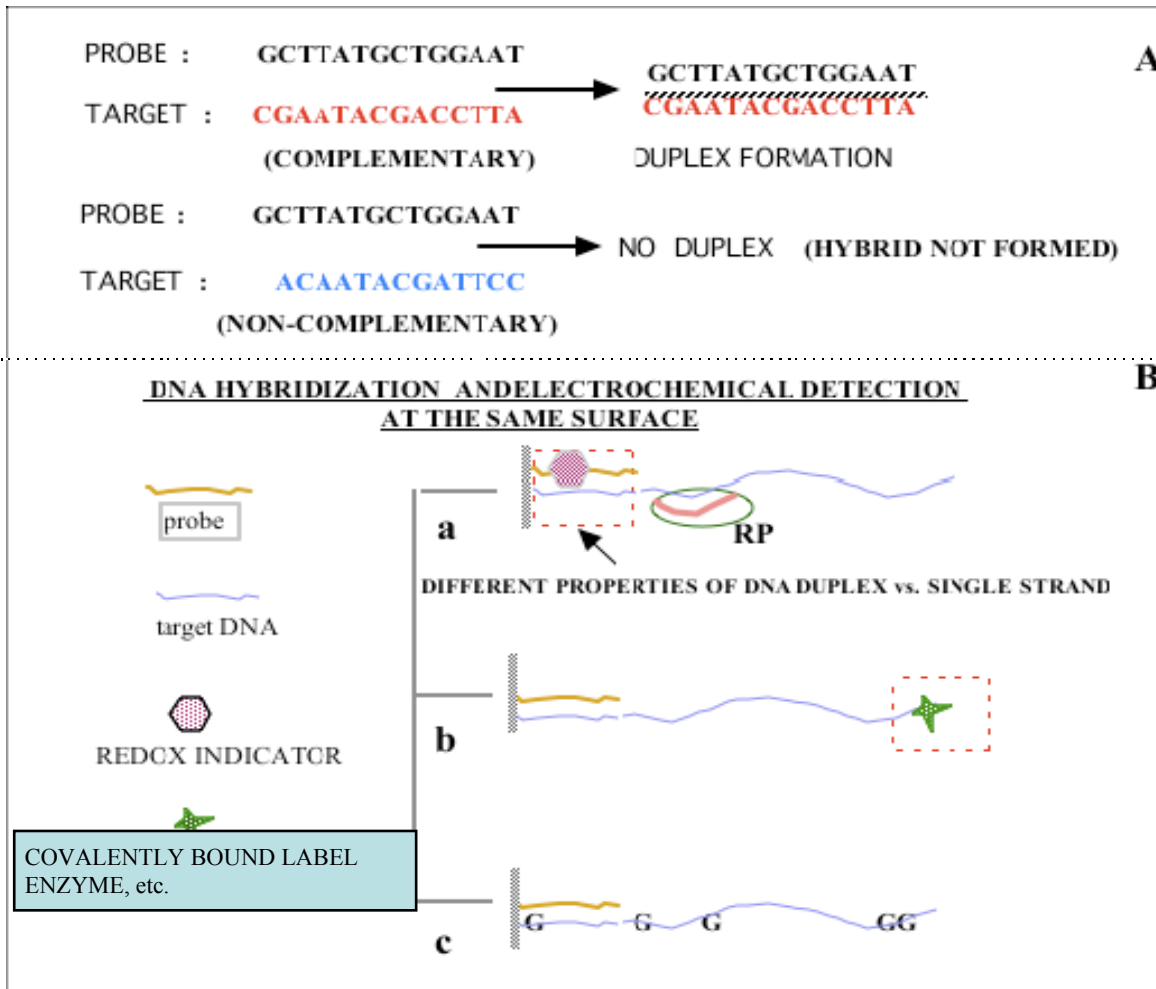 A
PROBE : GCTTATGCTGGAAT
GCTTATGCTGGAAT
TARGET : CGAATACGACCTTA
CGAATACGACCTTA
(COMPLEMENTARY)
DUPLEX FORMATION
PROBE : GCTTATGCTGGAAT
NO DUPLEX (HYBRID NOT FORMED)
TARGET : ACAATACGATTCC
(NON-COMPLEMENTARY)
B
DNA HYBRIDIZATION ANDELECTROCHEMICAL DETECTION
AT THE SAME SURFACE
probe
a
RP
DIFFERENT PROPERTIES OF DNA DUPLEX vs. SINGLE STRAND
target DNA
b
REDOX INDICATOR
COVALENTLY BOUND LABEL
ENZYME, etc.
c
G G G GG